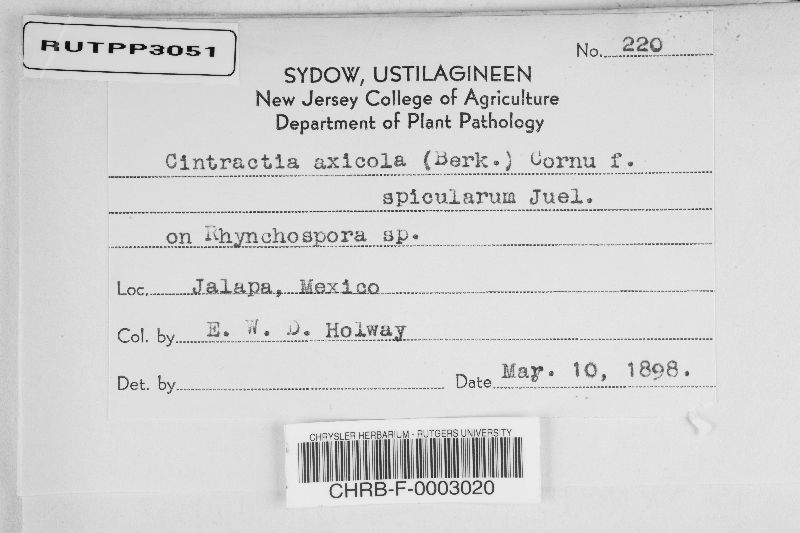 RUTPP3051
No. 220
SYDOW, USTILAGINEEN
New Jersey College of Agriculture
Department of Plant Pathology
Cintractia axicola (Berk.) Cornu f.
spicularum Juel.
on Rhynchospora sp.
Loc. Jalapa, Mexico
Col. by E. W. D. Holway
Det. by
Date Mar. 10, 1898.
CHRYSLER HERBARIUM - RUTGERS UNIVERSITY
CHRB-F-0003020